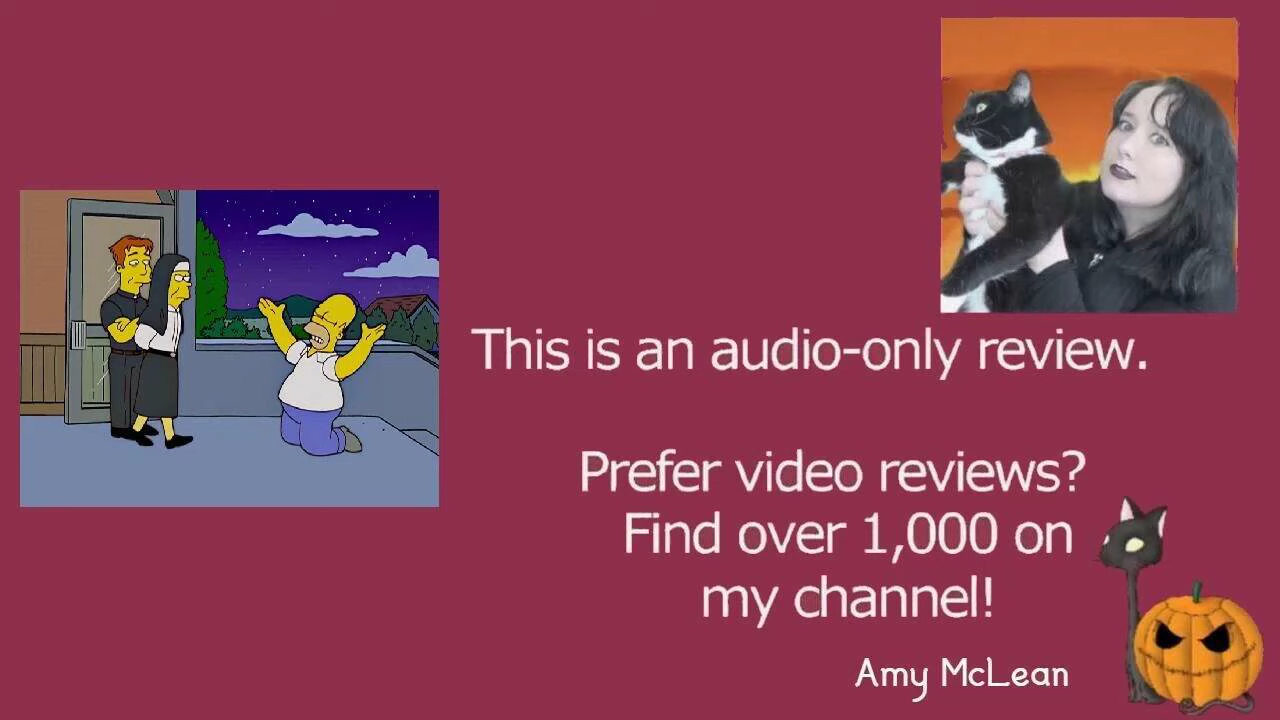 This is an audio-only review.
Prefer video reviews?
Find over 1,000 on
my channel!
Amy McLean